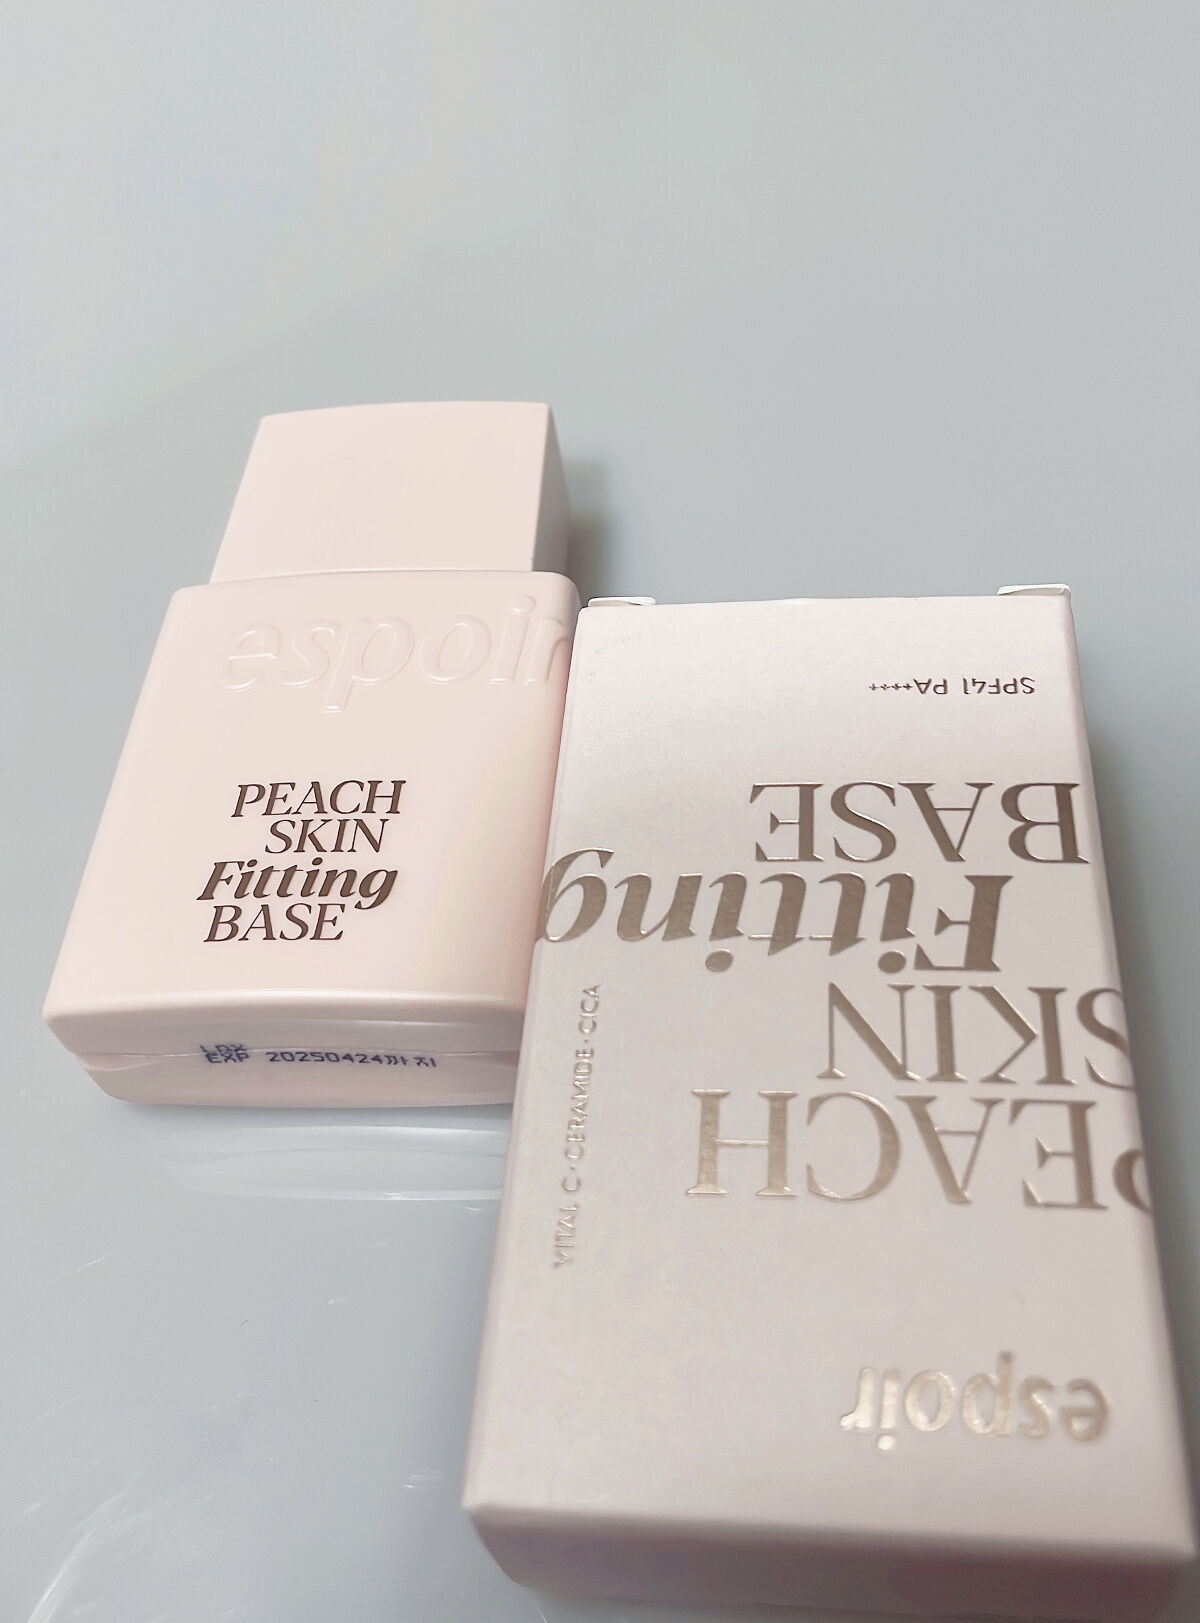 espoir
PEACH
SKIN
Fitting
BASE
EXP 20250424까지
espoir
PEACH
SKIN
Fitting
BASE
SPF41 PA++++
VITAL C·CERAMIDE·CICA